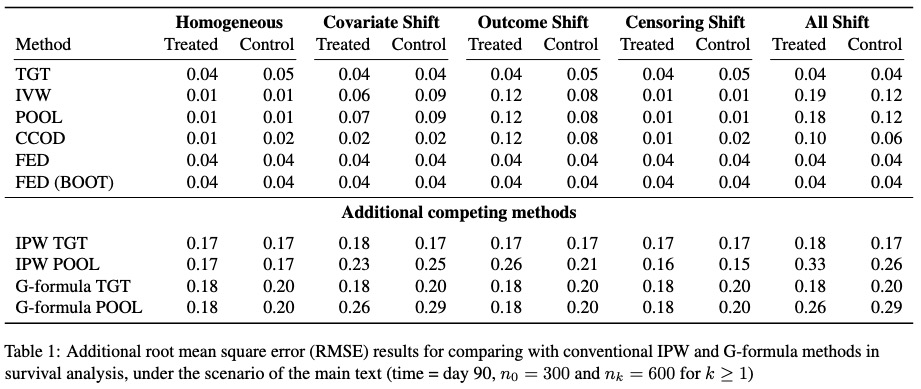 Homogeneous Covariate Shift Outcome Shift Censoring Shift All Shift
Method Treated Control Treated Control Treated Control Treated Control Treated Control
TGT 0.04 0.05 0.04 0.04 0.04 0.05 0.04 0.05 0.04 0.04
IVW 0.01 0.01 0.06 0.09 0.12 0.08 0.01 0.01 0.19 0.12
POOL 0.01 0.01 0.07 0.09 0.12 0.08 0.01 0.01 0.18 0.12
CCOD 0.01 0.02 0.02 0.02 0.12 0.08 0.01 0.02 0.10 0.06
FED 0.04 0.04 0.04 0.04 0.04 0.04 0.04 0.04 0.04 0.04
FED (BOOT) 0.04 0.04 0.04 0.04 0.04 0.04 0.04 0.04 0.04 0.04
Additional competing methods
IPW TGT 0.17 0.17 0.18 0.17 0.17 0.17 0.17 0.17 0.18 0.17
IPW POOL 0.17 0.17 0.23 0.25 0.26 0.21 0.16 0.15 0.33 0.26
G-formula TGT 0.18 0.20 0.18 0.20 0.18 0.20 0.18 0.20 0.18 0.20
G-formula POOL 0.18 0.20 0.26 0.29 0.18 0.20 0.18 0.20 0.26 0.29
Table 1: Additional root mean square error (RMSE) results for comparing with conventional IPW and G-formula methods in
survival analysis, under the scenario of the main text (time = day 90, n₀ = 300 and nₖ = 600 for k ≥ 1)